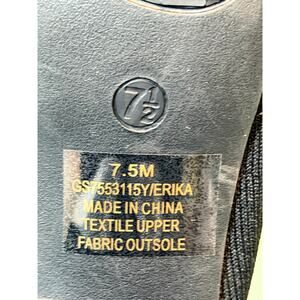 7½
7.5M
GS7553115Y/ERIKA
MADE IN CHINA
TEXTILE UPPER
FABRIC OUTSOLE